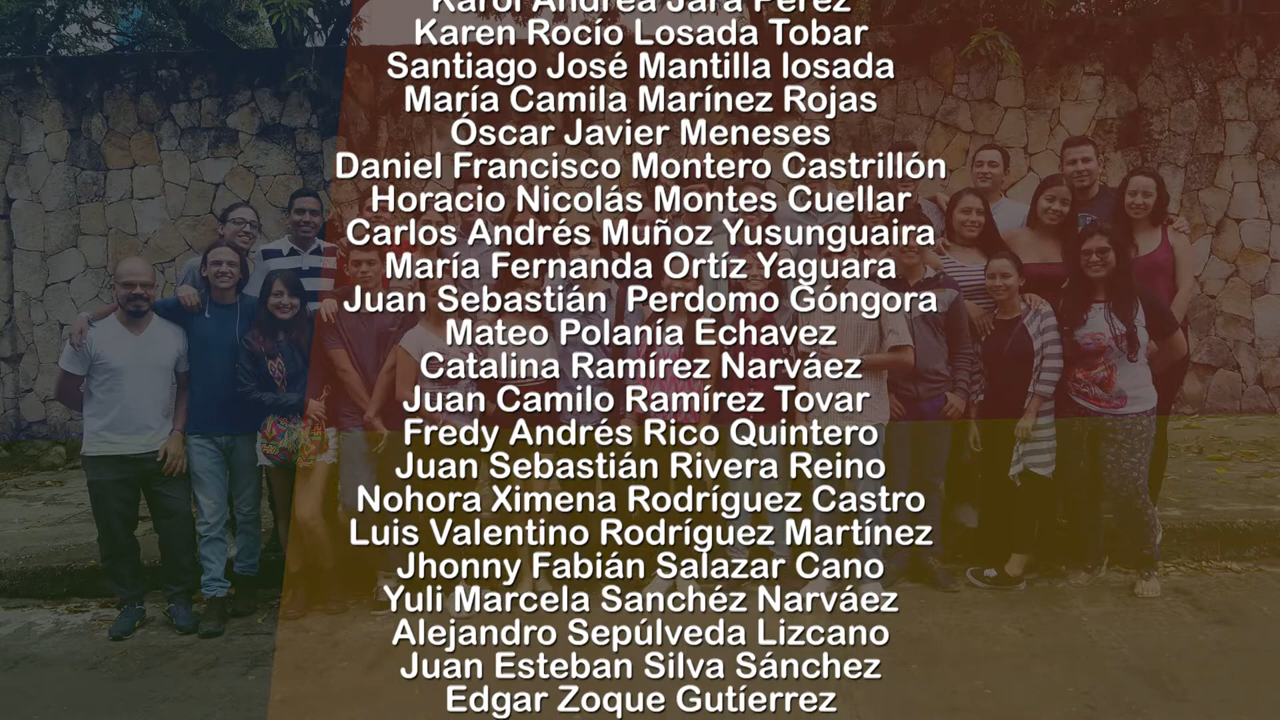 Karol Andrea Jara Pérez
Karen Rocío Losada Tobar
Santiago José Mantilla losada
María Camila Marínez Rojas
Óscar Javier Meneses
Daniel Francisco Montero Castrillón
Horacio Nicolás Montes Cuellar
Carlos Andrés Muñoz Yusunguaira
María Fernanda Ortíz Yaguara
Juan Sebastián  Perdomo Góngora
Mateo Polanía Echavez
Catalina Ramírez Narváez
Juan Camilo Ramírez Tovar
Fredy Andrés Rico Quintero
Juan Sebastián Rivera Reino
Nohora Ximena Rodríguez Castro
Luis Valentino Rodríguez Martínez
Jhonny Fabián Salazar Cano
Yuli Marcela Sanchéz Narváez
Alejandro Sepúlveda Lizcano
Juan Esteban Silva Sánchez
Edgar Zoque Gutíerrez